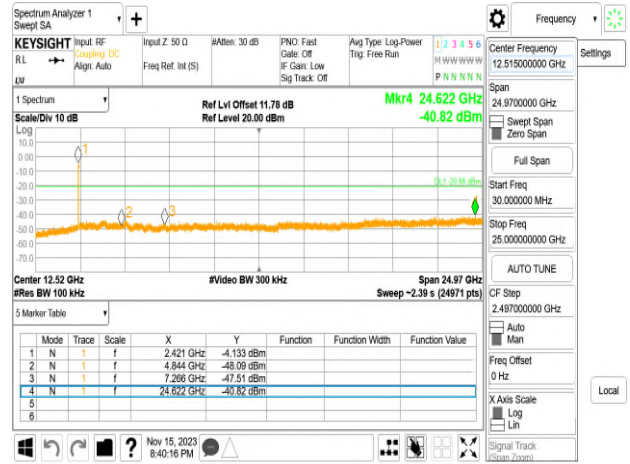 Spectrum Analyzer 1
Swept SA
+
Frequency
KEYSIGHT Input: RF Input Z: 50 Ω #Atten: 30 dB PNO: Fast Avg Type: Log-Power 1 2 3 4 5 6
RL Coupling: DC Gate: Off Trig: Free Run
Align: Auto Freq Ref: Int (S) IF Gain: Low M W W W W W
Sig Track: Off P N N N N N
1 Spectrum Ref Lvl Offset 11.78 dB Mkr4 24.622 GHz
Scale/Div 10 dB Ref Level 20.00 dBm -40.82 dBm
Log
10.0
0.00
-10.0
-20.0
-30.0
-40.0
-50.0
-60.0
-70.0
1
2
3
Center 12.52 GHz #Video BW 300 kHz Span 24.97 GHz
#Res BW 100 kHz Sweep ~2.39 s (24971 pts)
5 Marker Table
Mode Trace Scale X Y Function Function Width Function Value
1 N 1 f 2.421 GHz -4.133 dBm
2 N 1 f 4.844 GHz -48.09 dBm
3 N 1 f 7.266 GHz -47.51 dBm
4 N 1 f 24.622 GHz -40.82 dBm
5
6
?
Nov 15, 2023
8:40:16 PM
Center Frequency
12.515000000 GHz
Settings
Span
24.9700000 GHz
Swept Span
Zero Span
Full Span
Start Freq
30.000000 MHz
Stop Freq
25.000000000 GHz
AUTO TUNE
CF Step
2.497000000 GHz
Auto
Man
Freq Offset
0 Hz
X Axis Scale
Log
Lin
Local
Signal Track
(Span Zoom)